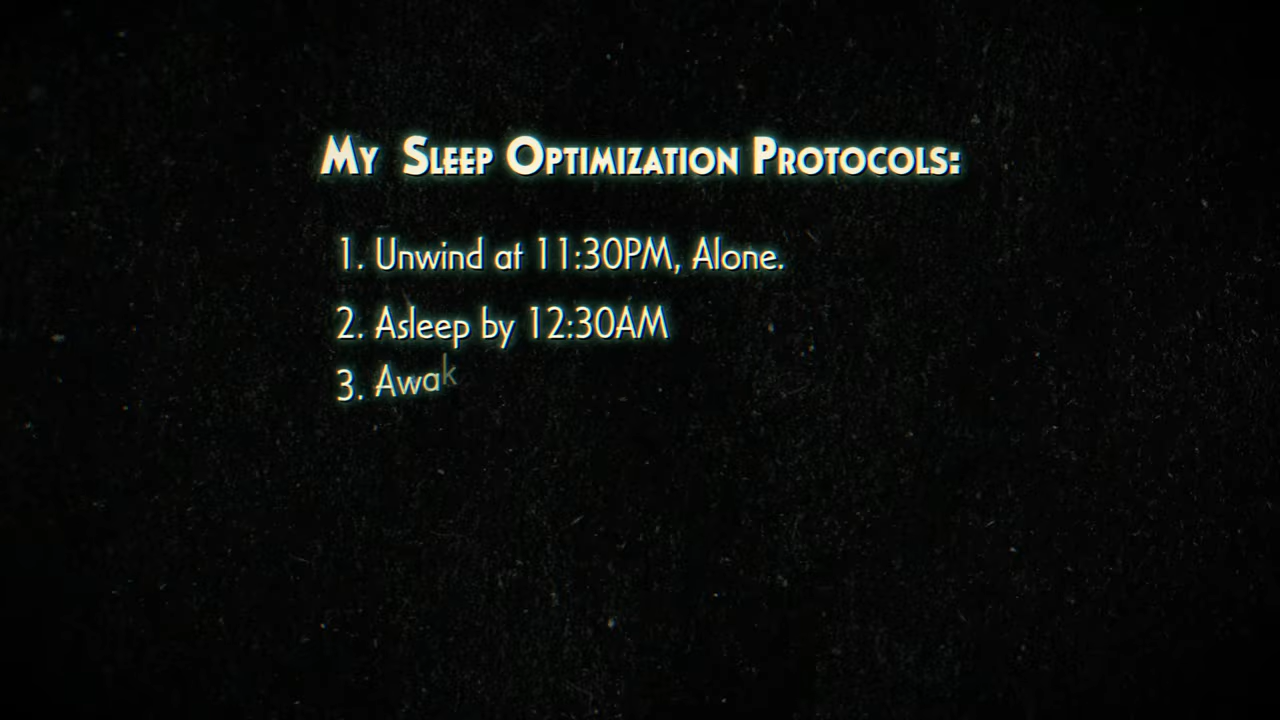 My Sleep Optimization Protocols:
1. Unwind at 11:30PM, Alone.
2. Asleep by 12:30AM
3. Awak